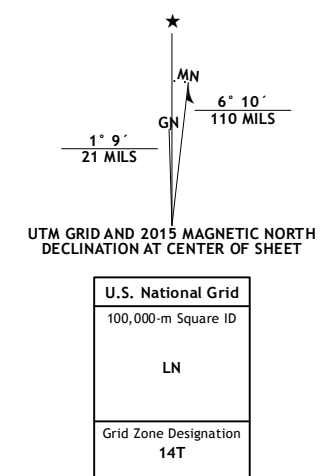 MN
GN
6° 10´
110 MILS
1° 9´
21 MILS
UTM GRID AND 2015 MAGNETIC NORTH
DECLINATION AT CENTER OF SHEET
U.S. National Grid
100,000-m Square ID
LN
Grid Zone Designation
14T